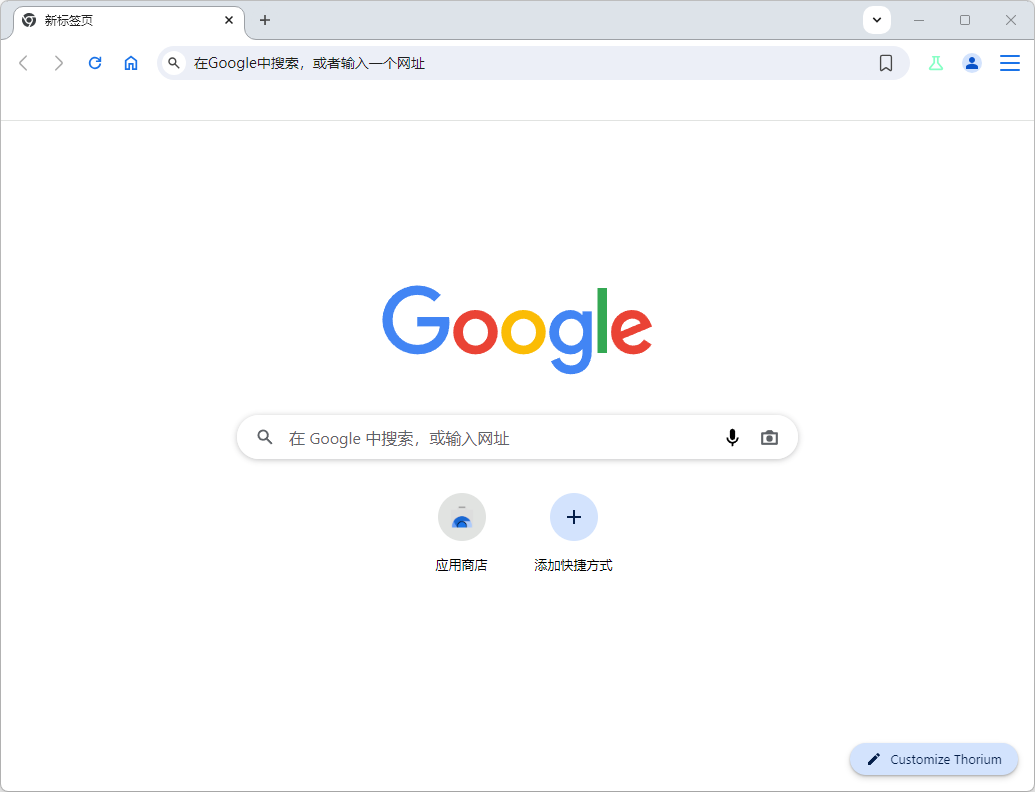 新标签页
在Google中搜索，或者输入一个网址
Google
在 Google 中搜索，或输入网址
应用商店
添加快捷方式
Customize Thorium